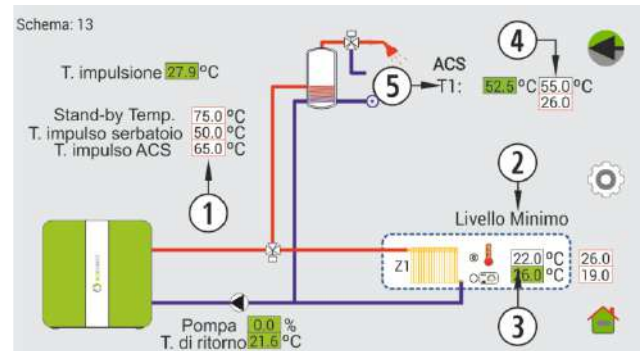 Schema: 13
T. impulsione 27.9 °C
Stand-by Temp. 75.0 °C
T. impulso serbatoio 50.0 °C
T. impulso ACS 65.0 °C
1
ACS
5 T1: 52.5 °C 55.0 °C
26.0
4
2
Livello Minimo
Z1
22.0 °C 26.0
26.0 °C 19.0
3
Pompa 0.0 %
T. di ritorno 21.6 °C